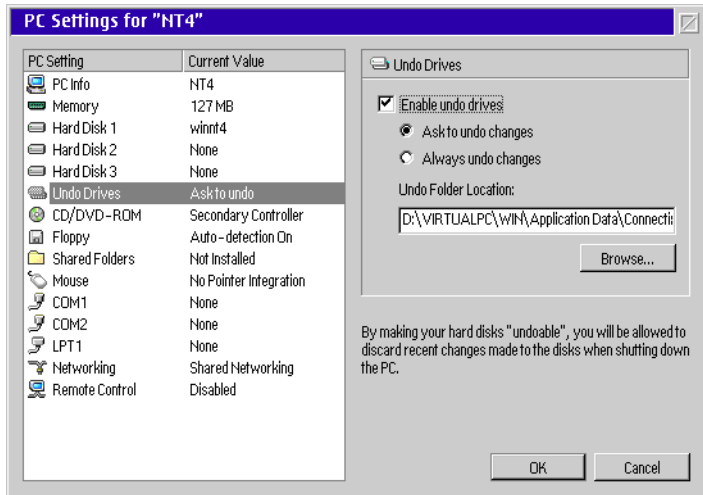 PC Settings for "NT4"
PC Setting Current Value
PC Info NT4
Memory 127 MB
Hard Disk 1 winnt4
Hard Disk 2 None
Hard Disk 3 None
Undo Drives Ask to undo
CD/DVD-ROM Secondary Controller
Floppy Auto-detection On
Shared Folders Not Installed
Mouse No Pointer Integration
COM1 None
COM2 None
LPT1 None
Networking Shared Networking
Remote Control Disabled
Undo Drives
Enable undo drives
Ask to undo changes
Always undo changes
Undo Folder Location:
D:\VIRTUALPC\WIN\Application Data\Connecti
Browse...
By making your hard disks "undoable", you will be allowed to
discard recent changes made to the disks when shutting down
the PC.
OK Cancel